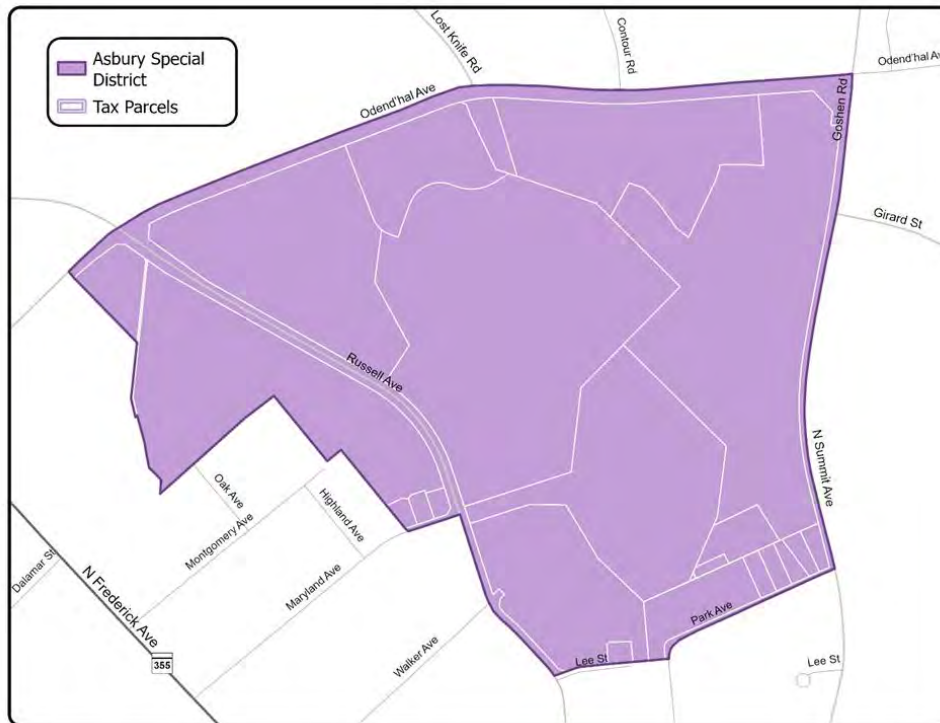 Asbury Special
District
Tax Parcels
Lost Knife Rd
Contour Rd
Odend'hal Ave
Odend'hal Av
Goshen Rd
Girard St
Russell Ave
N Summit Ave
Oak Ave
Highland Ave
Montgomery Ave
Maryland Ave
Dalamar St
N Frederick Ave
355
Walker Ave
Park Ave
Lee St
Lee St